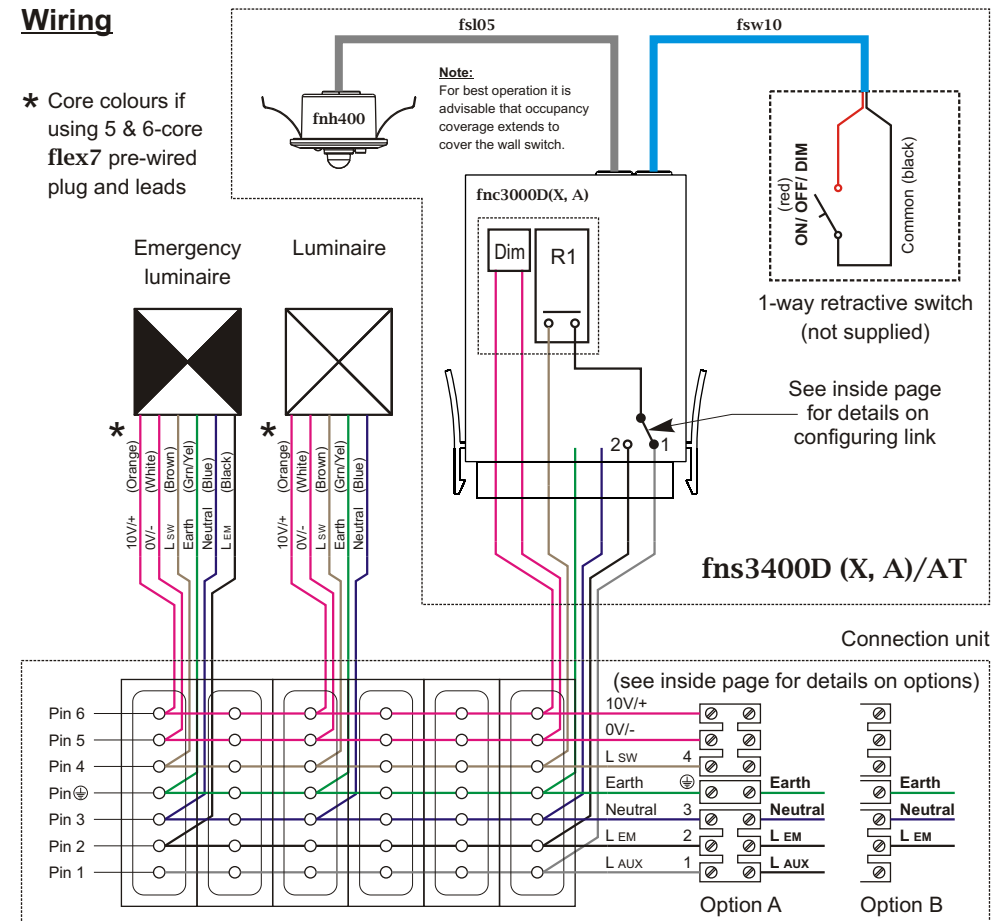 Wiring
* Core colours if
using 5 & 6-core
flex7 pre-wired
plug and leads
fsl05
fsw10
Note:
For best operation it is
advisable that occupancy
coverage extends to
cover the wall switch.
fnh400
fnc3000D(X, A)
Dim
R1
(red)
ON/ OFF/ DIM
Common (black)
1-way retractive switch
(not supplied)
See inside page
for details on
configuring link
2
1
Emergency
luminaire
Luminaire
*
10V/+ (Orange)
0V/- (White)
L SW (Brown)
Earth (Grn/Yel)
Neutral (Blue)
L EM (Black)
*
10V/+ (Orange)
0V/- (White)
L SW (Brown)
Earth (Grn/Yel)
Neutral (Blue)
fns3400D (X, A)/AT
Connection unit
(see inside page for details on options)
Pin 6
Pin 5
Pin 4
Pin
Pin 3
Pin 2
Pin 1
10V/+
0V/-
L SW 4
Earth
Neutral 3
L EM 2
L AUX 1
Earth
Neutral
L EM
L AUX
Option A
Earth
Neutral
L EM
Option B